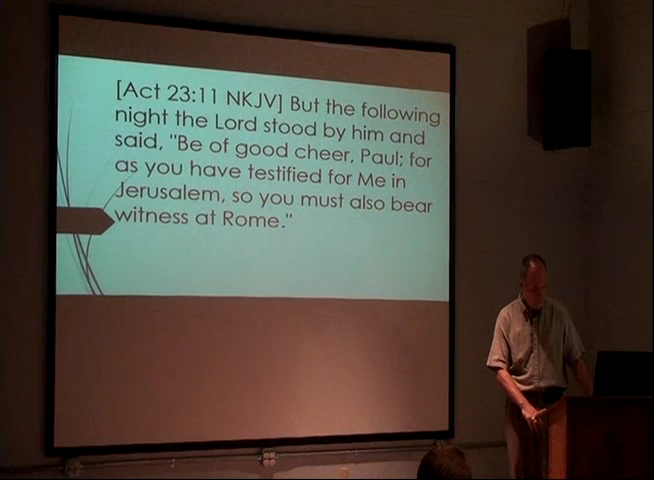 [Act 23:11 NKJV] But the following
night the Lord stood by him and
said, "Be of good cheer, Paul; for
as you have testified for Me in
Jerusalem, so you must also bear
witness at Rome."